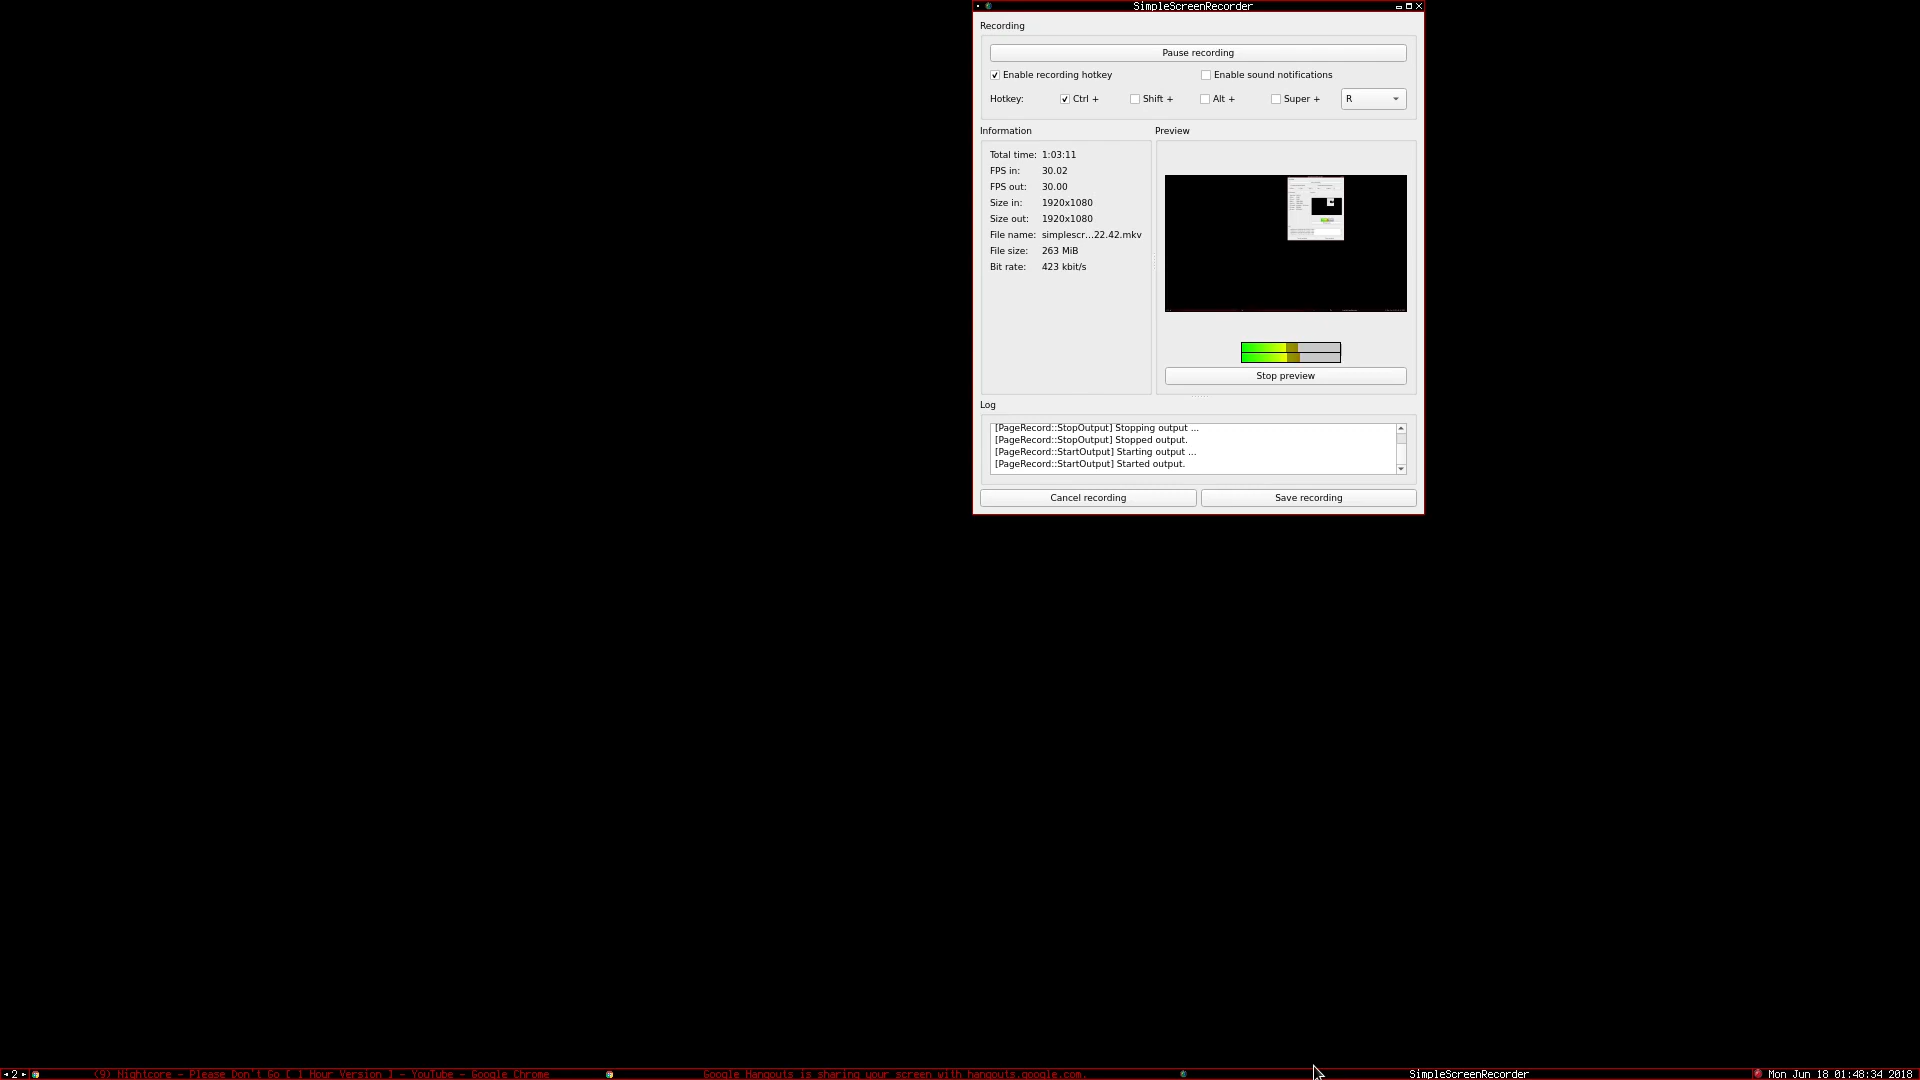 SimpleScreenRecorder
Recording
Pause recording
Enable recording hotkey
Enable sound notifications
Hotkey:
Ctrl +
Shift +
Alt +
Super +
R
Information
Preview
Total time: 1:03:11
FPS in: 30.02
FPS out: 30.00
Size in: 1920x1080
Size out: 1920x1080
File name: simplescr...22.42.mkv
File size: 263 MiB
Bit rate: 423 kbit/s
Stop preview
Log
[PageRecord::StopOutput] Stopping output ...
[PageRecord::StopOutput] Stopped output.
[PageRecord::StartOutput] Starting output ...
[PageRecord::StartOutput] Started output.
Cancel recording
Save recording
2
(9) Nightcore - Please Don't Go [ 1 Hour Version ] - YouTube - Google Chrome
Google Hangouts is sharing your screen with hangouts.google.com.
SimpleScreenRecorder
Mon Jun 18 01:48:34 2018